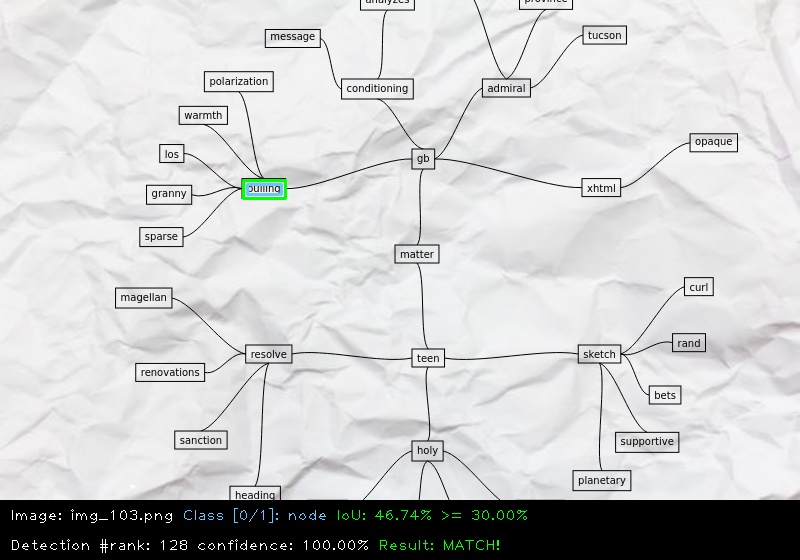 analyzes
province
message
tucson
polarization
conditioning
admiral
warmth
los
gb
opaque
granny
xhtml
sparse
matter
magellan
curl
resolve
teen
sketch
rand
renovations
bets
sanction
holy
supportive
planetary
heading
Image: img_103.png Class [0/1]: node IoU: 46.74% >= 30.00%
Detection #rank: 128 confidence: 100.00% Result: MATCH!